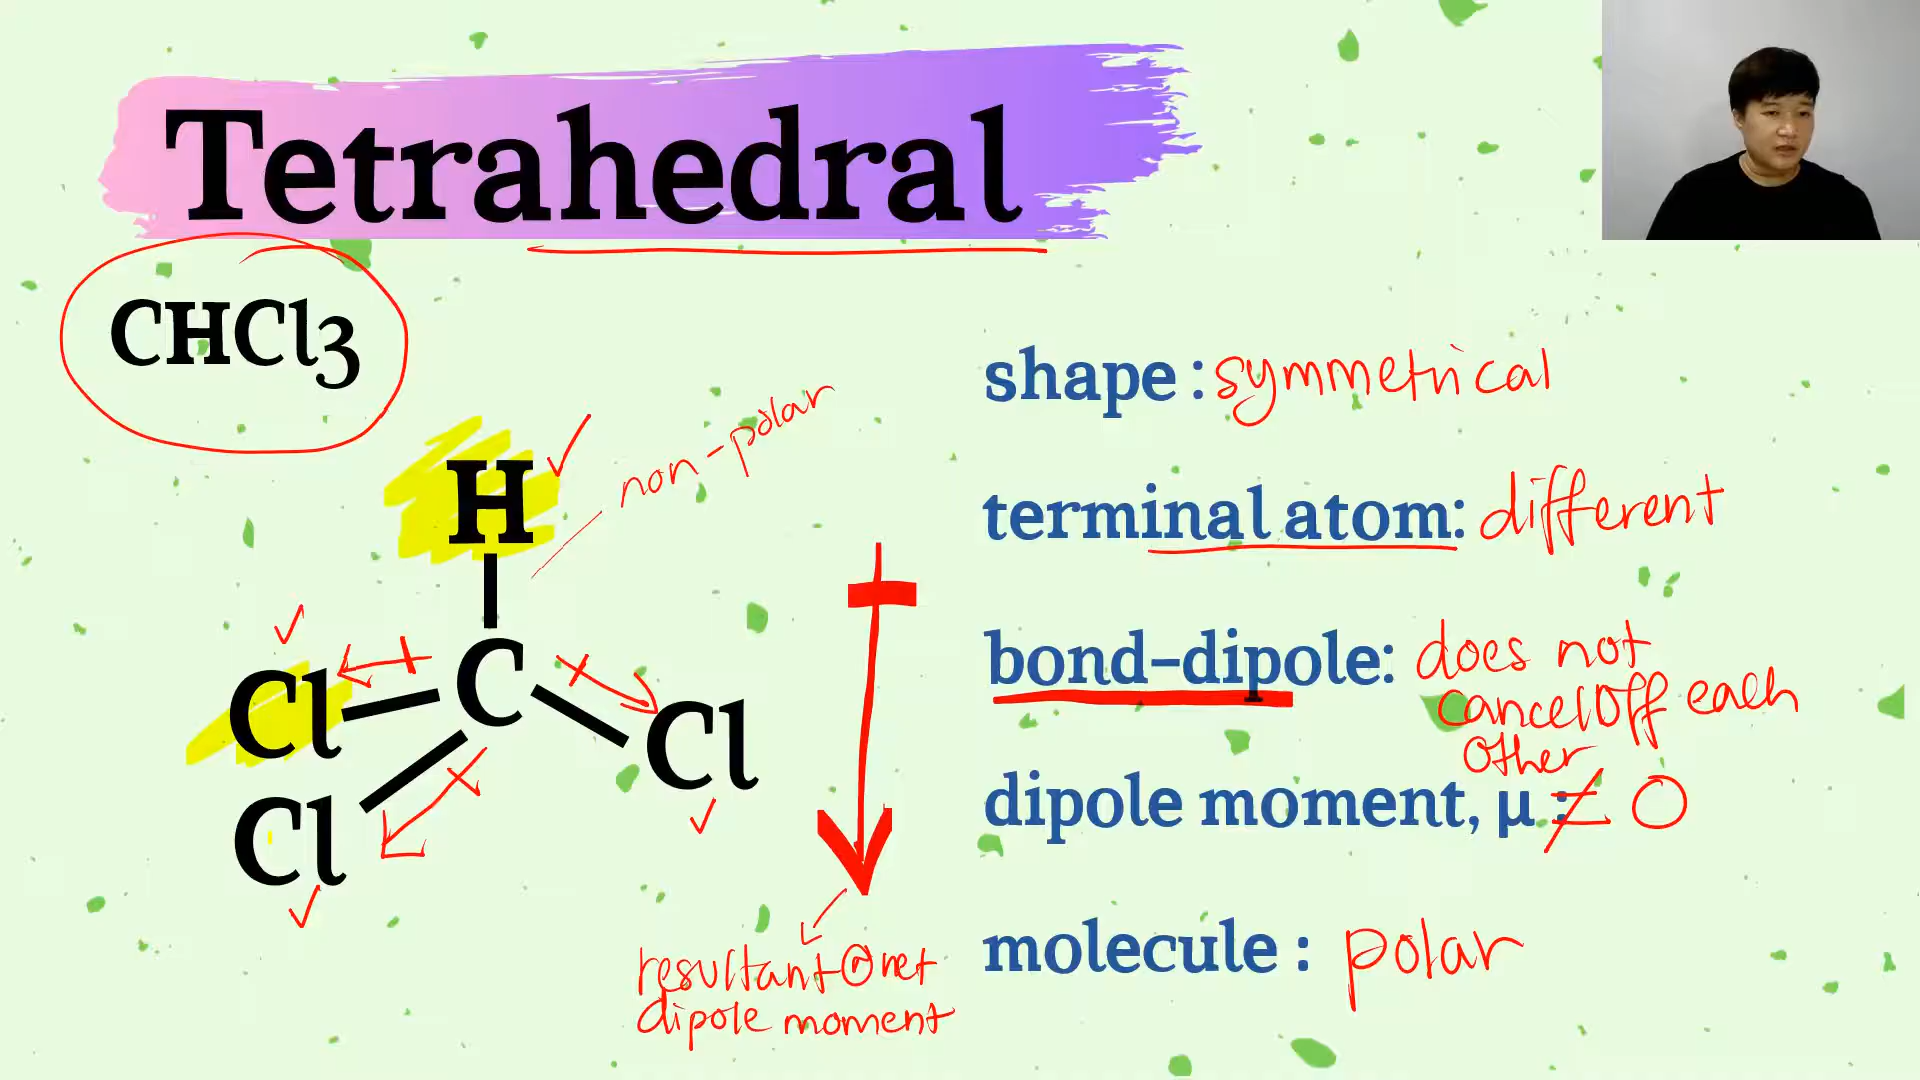 Tetrahedral
CHCl3
shape : symmetrical
non-polar
H
terminal atom: different
C
Cl
Cl
Cl
bond-dipole: does not
cancel off each
other
dipole moment, μ : ≠ 0
molecule : polar
resultant @ net
dipole moment